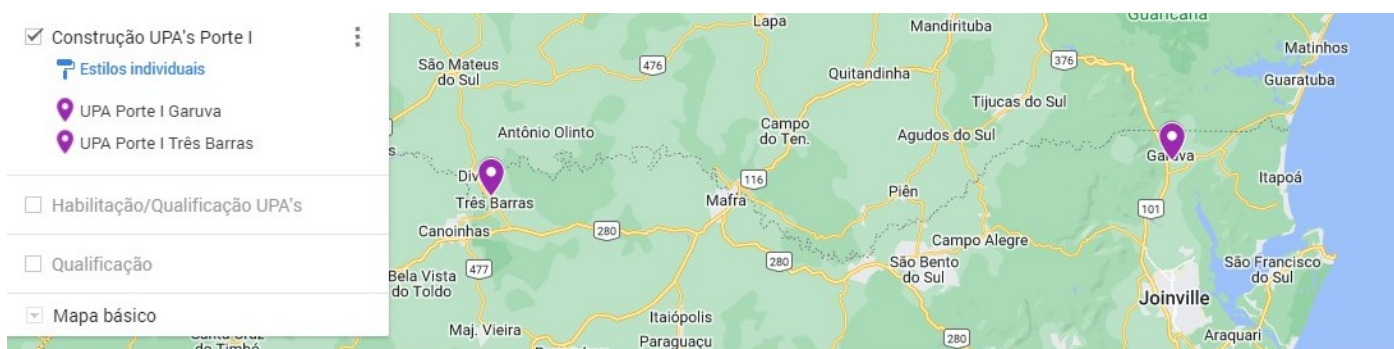 Construção UPA's Porte I
Estilos individuais
UPA Porte I Garuva
UPA Porte I Três Barras
Habilitação/Qualificação UPA's
Qualificação
Mapa básico
Lapa
Mandirituba
Matinhos
São Mateus
do Sul
476
376
Quitandinha
Guaratuba
Tijucas do Sul
Antônio Olinto
Campo
do Ten.
Agudos do Sul
Garuva
Itapoá
116
Piên
Mafra
Três Barras
101
Canoinhas
280
Campo Alegre
Bela Vista
do Toldo
477
280
São Bento
do Sul
São Francisco
do Sul
Joinville
Itaiópolis
Maj. Vieira
Paraguaçu
280
Araquari